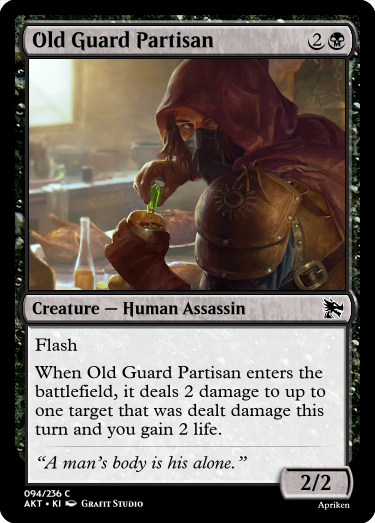 Old Guard Partisan 2
Creature — Human Assassin
Flash
When Old Guard Partisan enters the
battlefield, it deals 2 damage to up to
one target that was dealt damage this
turn and you gain 2 life.
“A man's body is his alone.”
2/2
094/236 C
AKT • KI Grafit Studio
Apriken